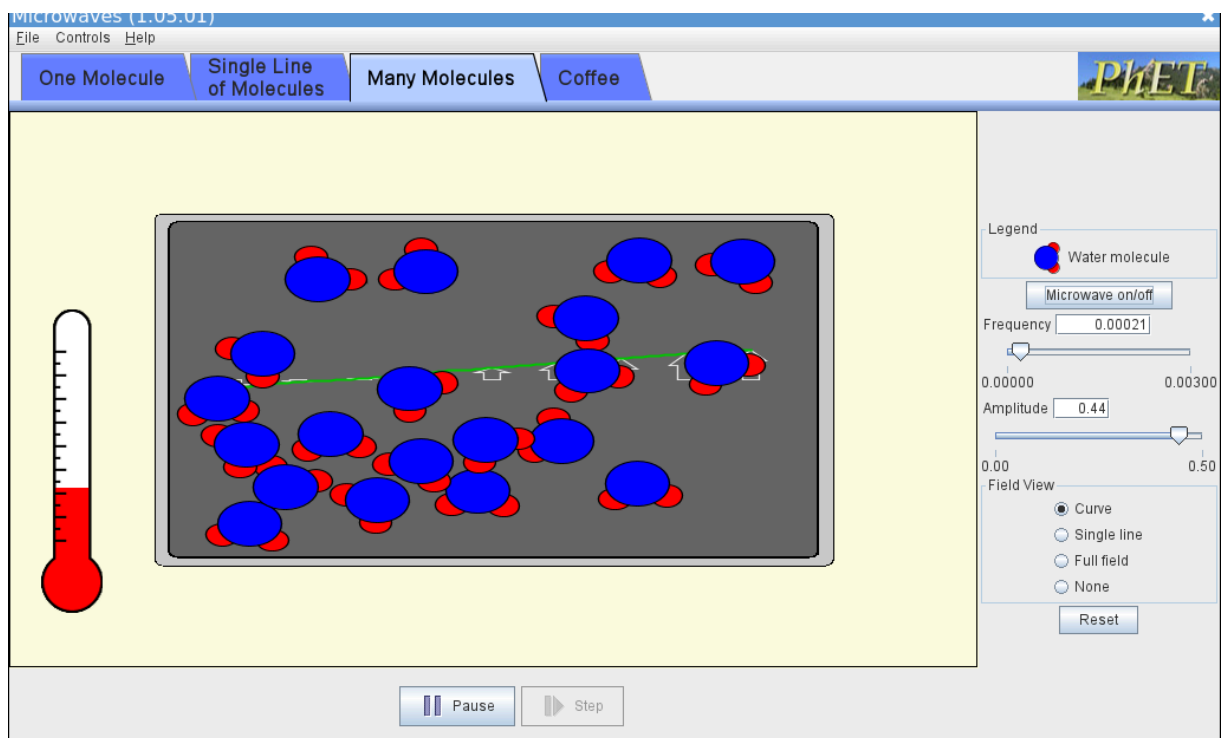 Microwaves (1.05.01)
File Controls Help
One Molecule
Single Line
of Molecules
Many Molecules
Coffee
PhET
Legend
Water molecule
Microwave on/off
Frequency 0.00021
0.00000 0.00300
Amplitude 0.44
0.00 0.50
Field View
Curve
Single line
Full field
None
Reset
Pause
Step